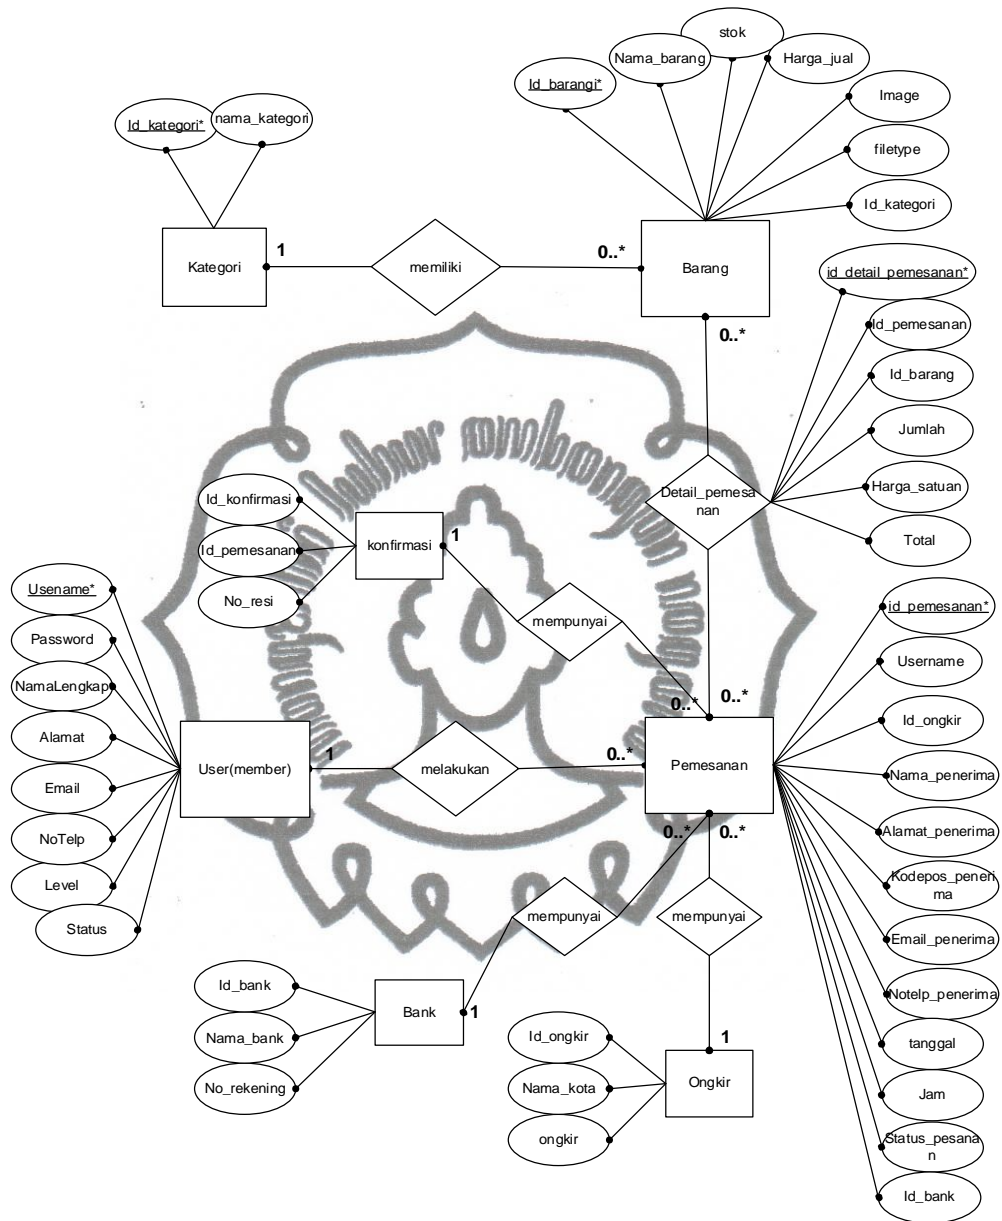 stok
Nama_barang
Harga_jual
Id_barangi*
Image
Id_kategori*
nama_kategori
filetype
Id_kategori
Kategori
1
memiliki
0..*
Barang
id_detail_pemesanan*
0..*
Id_pemesanan
Id_barang
Jumlah
Detail_pemesa
nan
Harga_satuan
Total
Id_konfirmasi
konfirmasi
1
Id_pemesanan
No_resi
mempunyai
Usename*
Password
NamaLengkap
Alamat
Email
NoTelp
Level
Status
User(member)
1
melakukan
0..*
0..*
0..*
Pemesanan
0..*
0..*
id_pemesanan*
Username
Id_ongkir
Nama_penerima
Alamat_penerima
Kodepos_peneri
ma
Email_penerima
Notelp_penerima
tanggal
Jam
Status_pesana
n
Id_bank
mempunyai
mempunyai
Id_bank
Nama_bank
No_rekening
Bank
1
Id_ongkir
Nama_kota
ongkir
1
Ongkir